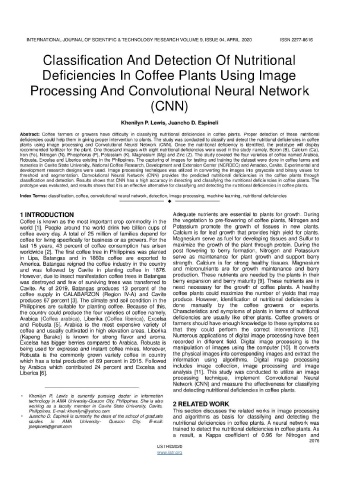 INTERNATIONAL JOURNAL OF SCIENTIFIC & TECHNOLOGY RESEARCH VOLUME 9, ISSUE 04, APRIL 2020
ISSN 2277-8616
Classification And Detection Of Nutritional
Deficiencies In Coffee Plants Using Image
Processing And Convolutional Neural Network
(CNN)
Khenilyn P. Lewis, Juancho D. Espineli
Abstract: Coffee farmers or growers have difficulty in classifying nutritional deficiencies in coffee plants. Proper detection of these nutritional
deficiencies could help them in giving proper intervention to plants. The study was conducted to classify and detect the nutritional deficiencies in coffee
plants using image processing and Convolutional Neural Network (CNN). Once the nutritional deficiency is identified, the prototype will display
recommended fertilizer for the plant. One thousand images with eight nutritional deficiencies were used in the study namely; Boron (B), Calcium (Ca),
Iron (Fe), Nitrogen (N), Phosphorus (P), Potassium (K), Magnesium (Mg) and Zinc (Z). The study covered the four varieties of coffee named Arabica,
Robusta, Excelsa and Liberica existing in the Philippines. The capturing of images for testing and training the dataset were done in coffee farms and
nurseries in Cavite State University, National Coffee Research Development and Extension Center (NCRDEC) and Amadeo, Cavite. Experimental and
development research designs were used. Image processing techniques was utilized in converting the images into grayscale and binary values for
threshold and segmentation. Convolutional Neural Network (CNN) provides the predicted nutritional deficiencies in the coffee plants through
classification and detection. Results shows that CNN has a high accuracy in detecting and classifying the nutritional deficiencies in coffee plants. The
prototype was evaluated, and results shows that it is an effective alternative for classifying and detecting the nutritional deficiencies in coffee plants.
Index Terms: classification, coffee, convolutional neural network, detection, image processing, machine learning, nutritional deficiencies
1 INTRODUCTION
Coffee is known as the most important crop commodity in the
world [1]. People around the world drink two billion cups of
coffee every day. A total of 25 million of families depend for
coffee for living specifically for business or as growers. For the
last 15 years, 43 percent of coffee consumption has arisen
worldwide [2]. The first coffee tree in the Philippines is planted
in Lipa, Batangas and in 1860s coffee are exported to
America. Batangas reigned the coffee industry in the country
and was followed by Cavite in planting coffee in 1876.
However, due to insect manifestation coffee trees in Batangas
was destroyed and few of surviving trees was transferred to
Cavite. As of 2019, Batangas produces 13 percent of the
coffee supply in CALABARZON (Region IV-A) and Cavite
produces 67 percent [3]. The climate and soil condition in the
Philippines are suitable for planting coffee. Because of this,
the country could produce the four varieties of coffee namely,
Arabica (Coffea arabica), Liberika (Coffea liberica), Excelsa
and Robusta [5]. Arabica is the most expensive variety of
coffee and usually cultivated in high elevation areas. Liberica
(Kapeng Barako) is known for strong flavor and aroma.
Excelsa has bigger berries compared to Arabica. Robusta is
being used for espresso and instant coffee mixes. Moreover,
Robusta is the commonly grown variety coffee in country
which has a total production of 69 percent in 2015. Followed
by Arabica which contributed 24 percent and Excelsa and
Liberica [6].
Khenilyn P. Lewis is currently pursuing doctor in information
technology in AMA University-Quezon City, Philippines. She is also
working as a faculty member in Cavite State University, Cavite,
Juancho D. Espineli is currently the dean of the school of graduate
studies in AMA University- Quezon City.
Adequate nutrients are essential to plants for growth. During
the vegetation to pre-flowering of coffee plants, Nitrogen and
Potassium promote the growth of tissues in new plants.
Calcium is for leaf growth that provides high yield for plants.
Magnesium serve as fuel for developing tissues and Sulfur to
maximize the growth of the plant through protein. During the
post flowering to berry formation, Nitrogen and Potassium
serve as maintenance for plant growth and support berry
strength. Calcium is for strong healthy tissues. Magnesium
and micronutrients are for growth maintenance and berry
production. These nutrients are needed by the plants in their
berry expansion and berry maturity [8]. These nutrients are in
need necessary for the growth of coffee plants. A healthy
coffee plants could maximize the number of yields that may
produce. However, identification of nutritional deficiencies is
done manually by the coffee growers or experts.
Characteristics and symptoms of plants in terms of nutritional
deficiencies are usually like other plants. Coffee growers or
farmers should have enough knowledge to these symptoms so
that they could perform the correct interventions [10].
Numerous applications of digital image processing have been
recorded in different field. Digital image processing is the
manipulation of images using the computer [10]. It converts
the physical images into corresponding images and extract the
information using algorithms. Digital image processing
includes image collection, image processing and image
analysis [11]. This study was conducted to utilize an image
processing technique, implement Convolutional Neural
Network (CNN) and measure the effectiveness for classifying
and detecting nutritional deficiencies in coffee plants.
2 RELATED WORK
This section discusses the related works in image processing
and algorithms as basis for classifying and detecting the
nutritional deficiencies in coffee plants. A neural network was
trained to detect the nutritional deficiencies in coffee plants. As
a result, a Kappa coefficient of 0.96 for Nitrogen and
2076
IJSTR©2020
www.ijstr.org